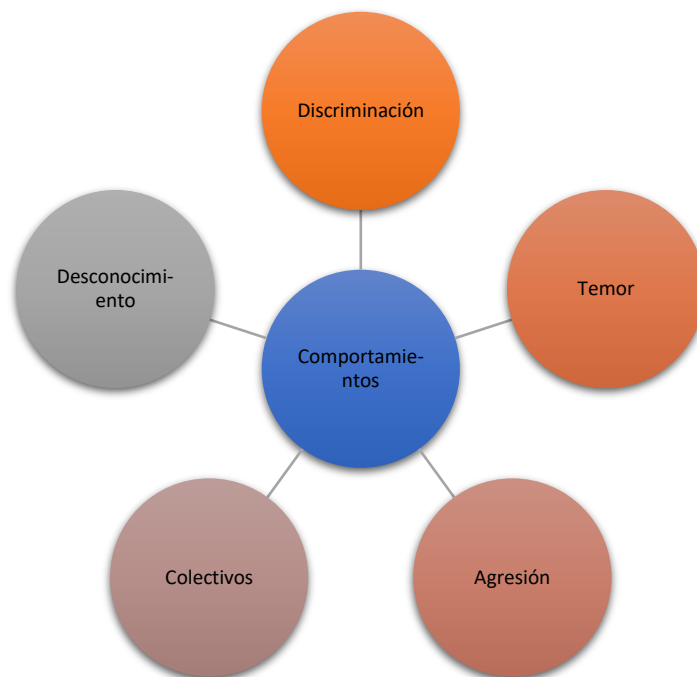 Discriminación
Desconocimi-
ento
Temor
Comportamie-
ntos
Colectivos
Agresión